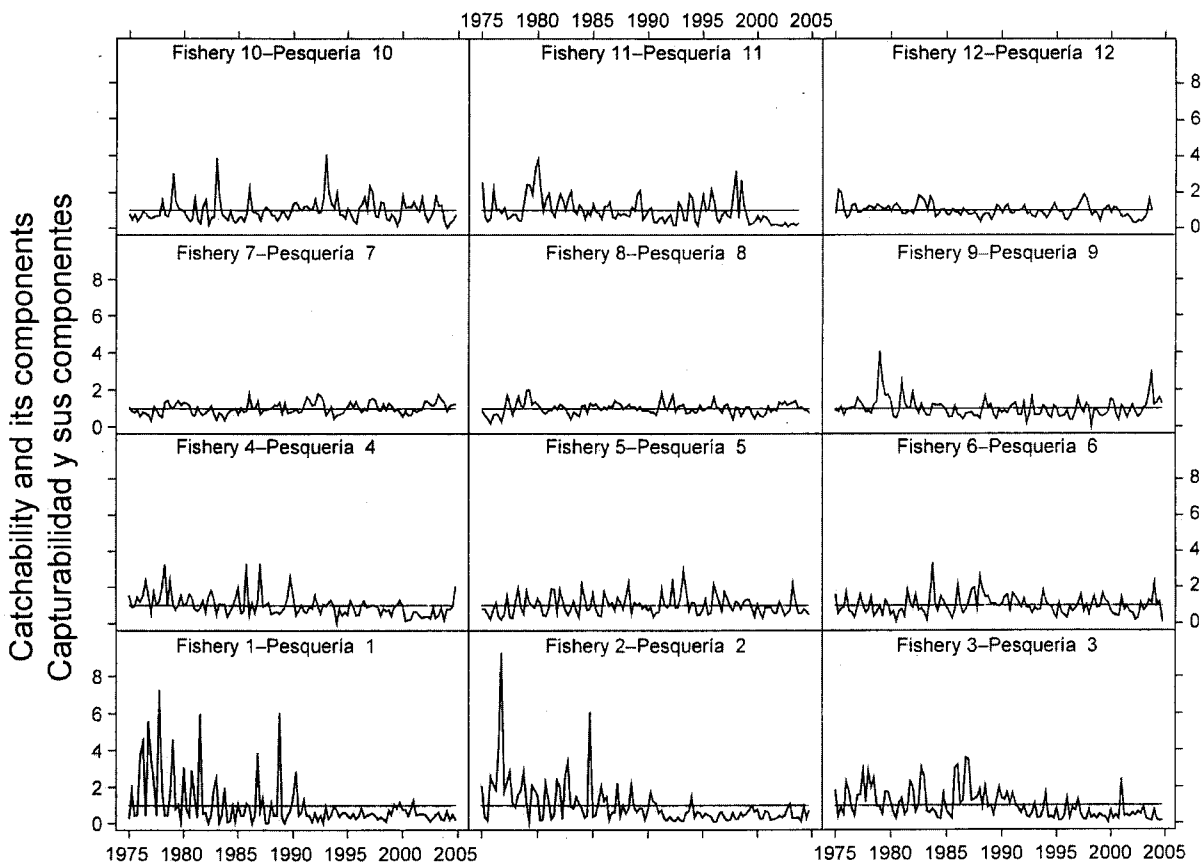 1975 1980 1985 1990 1995 2000 2005
Fishery 10–Pesquería 10
Fishery 11–Pesquería 11
Fishery 12–Pesquería 12
8
6
4
2
0
Fishery 7–Pesquería 7
Fishery 8–Pesquería 8
Fishery 9–Pesquería 9
8
6
4
2
0
Fishery 4–Pesquería 4
Fishery 5–Pesquería 5
Fishery 6–Pesquería 6
8
6
4
2
0
Fishery 1–Pesquería 1
Fishery 2–Pesquería 2
Fishery 3–Pesquería 3
8
6
4
2
0
1975 1980 1985 1990 1995 2000 2005
1975 1980 1985 1990 1995 2000 2005
Catchability and its components
Capturabilidad y sus componentes